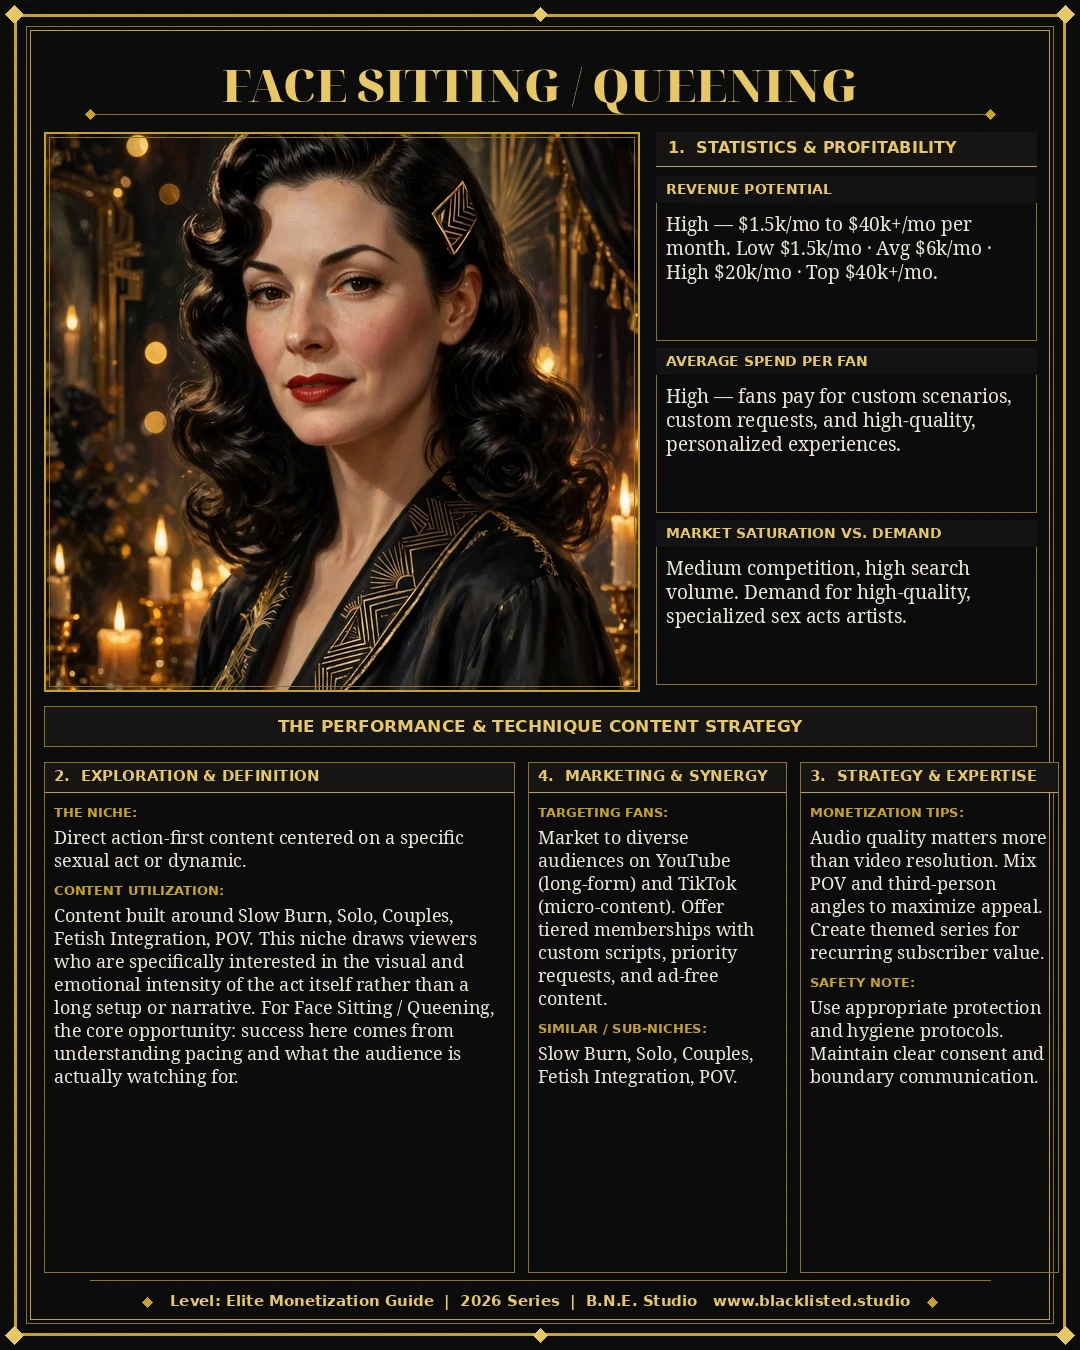 FACE SITTING / QUEENING
1. STATISTICS & PROFITABILITY
REVENUE POTENTIAL
High — $1.5k/mo to $40k+/mo per
month. Low $1.5k/mo · Avg $6k/mo ·
High $20k/mo · Top $40k+/mo.
AVERAGE SPEND PER FAN
High — fans pay for custom scenarios,
custom requests, and high-quality,
personalized experiences.
MARKET SATURATION VS. DEMAND
Medium competition, high search
volume. Demand for high-quality,
specialized sex acts artists.
THE PERFORMANCE & TECHNIQUE CONTENT STRATEGY
2. EXPLORATION & DEFINITION
THE NICHE:
Direct action-first content centered on a specific
sexual act or dynamic.
CONTENT UTILIZATION:
Content built around Slow Burn, Solo, Couples,
Fetish Integration, POV. This niche draws viewers
who are specifically interested in the visual and
emotional intensity of the act itself rather than a
long setup or narrative. For Face Sitting / Queening,
the core opportunity: success here comes from
understanding pacing and what the audience is
actually watching for.
4. MARKETING & SYNERGY
TARGETING FANS:
Market to diverse
audiences on YouTube
(long-form) and TikTok
(micro-content). Offer
tiered memberships with
custom scripts, priority
requests, and ad-free
content.
SIMILAR / SUB-NICHES:
Slow Burn, Solo, Couples,
Fetish Integration, POV.
3. STRATEGY & EXPERTISE
MONETIZATION TIPS:
Audio quality matters more
than video resolution. Mix
POV and third-person
angles to maximize appeal.
Create themed series for
recurring subscriber value.
SAFETY NOTE:
Use appropriate protection
and hygiene protocols.
Maintain clear consent and
boundary communication.
Level: Elite Monetization Guide | 2026 Series | B.N.E. Studio www.blacklisted.studio